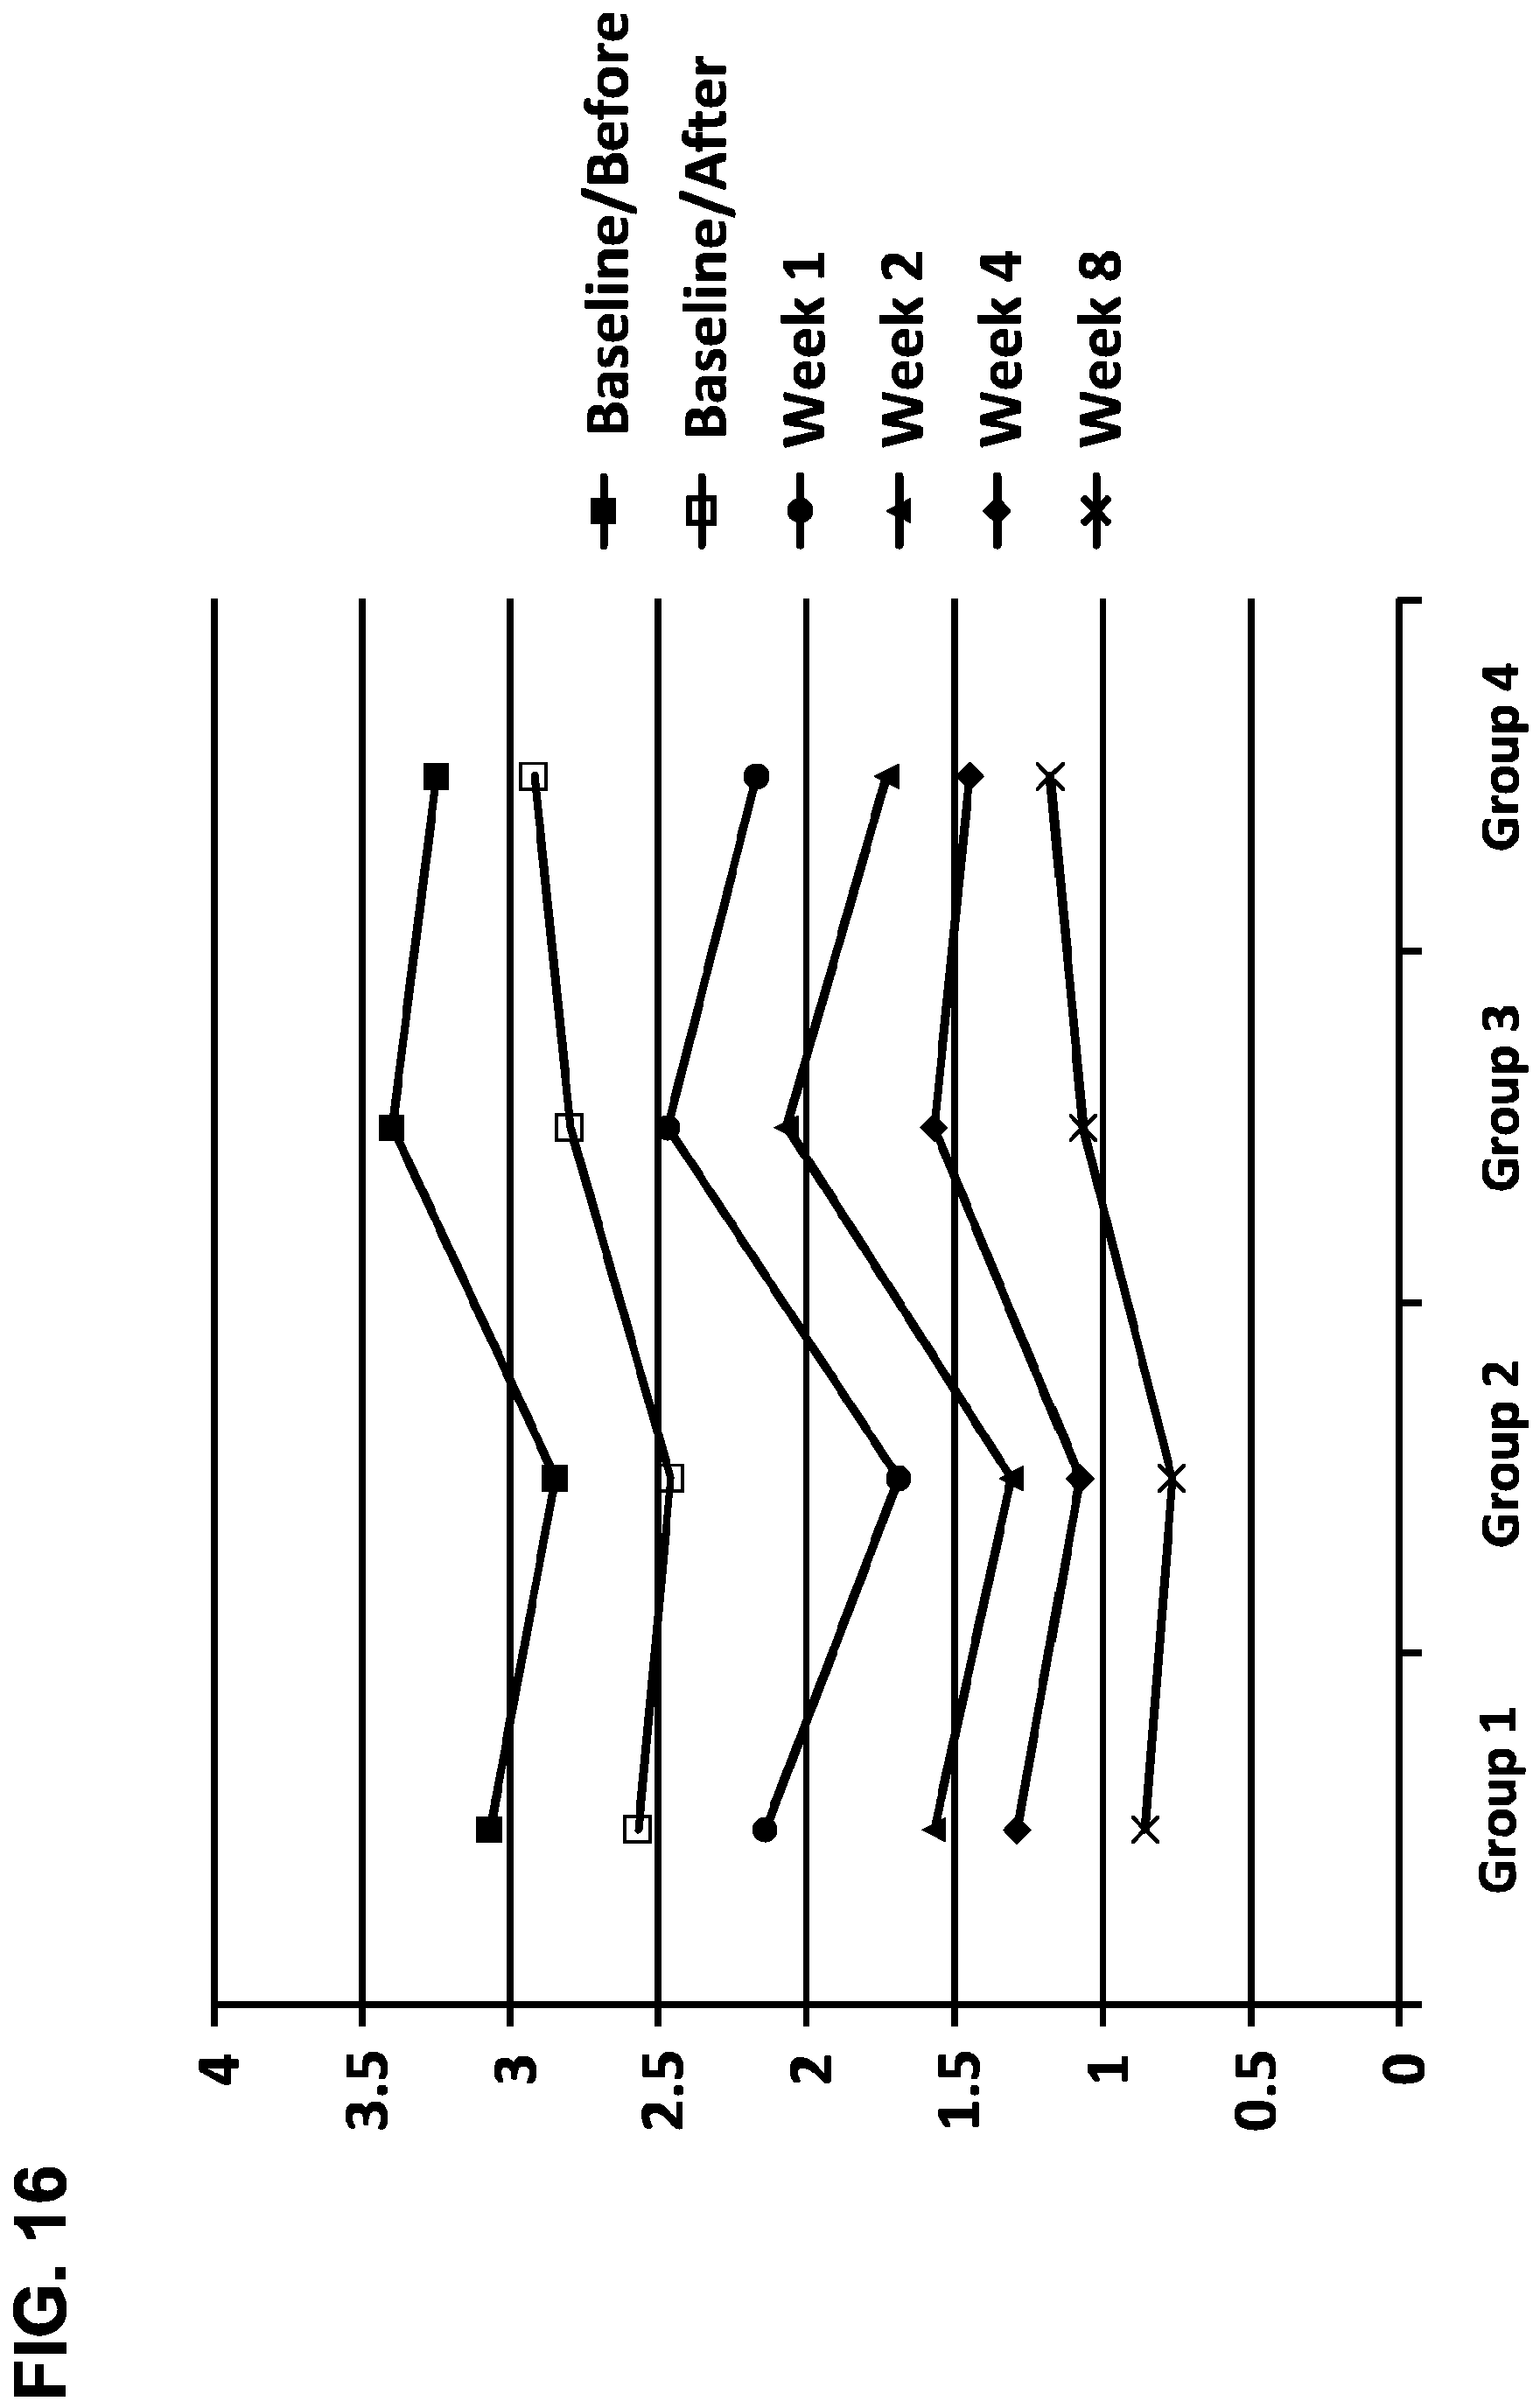 FIG. 16
4
3.5
3
2.5
2
1.5
1
0.5
0
Group 1
Group 2
Group 3
Group 4
Baseline/Before
Baseline/After
Week 1
Week 2
Week 4
Week 8